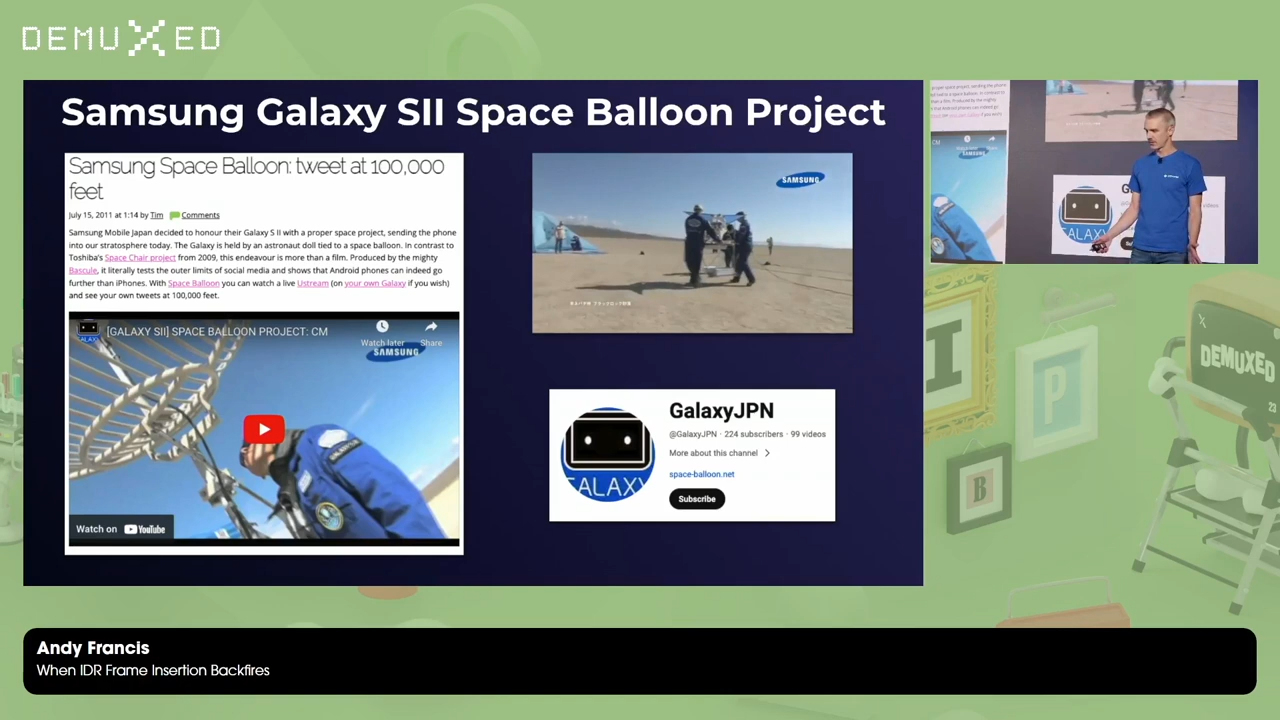 DEMUXED
Samsung Galaxy SII Space Balloon Project
Samsung Space Balloon: tweet at 100,000
feet
July 15, 2011 at 1:14 by Tim Comments
Samsung Mobile Japan decided to honour their Galaxy S II with a proper space project, sending the phone
into our stratosphere today. The Galaxy is held by an astronaut doll tied to a space balloon. In contrast to
Toshiba's Space Chair project from 2009, this endeavour is more than a film. Produced by the mighty
Bascule, it literally tests the outer limits of social media and shows that Android phones can indeed go
further than iPhones. With Space Balloon you can watch a live Ustream (on your own Galaxy if you wish)
and see your own tweets at 100,000 feet.
[GALAXY SII] SPACE BALLOON PROJECT: CM
Watch later
Share
SAMSUNG
Watch on YouTube
SAMSUNG
GalaxyJPN
@GalaxyJPN · 224 subscribers · 99 videos
More about this channel
space-balloon.net
Subscribe
GALAXY
I
P
B
DEMUXED
23
Andy Francis
When IDR Frame Insertion Backfires